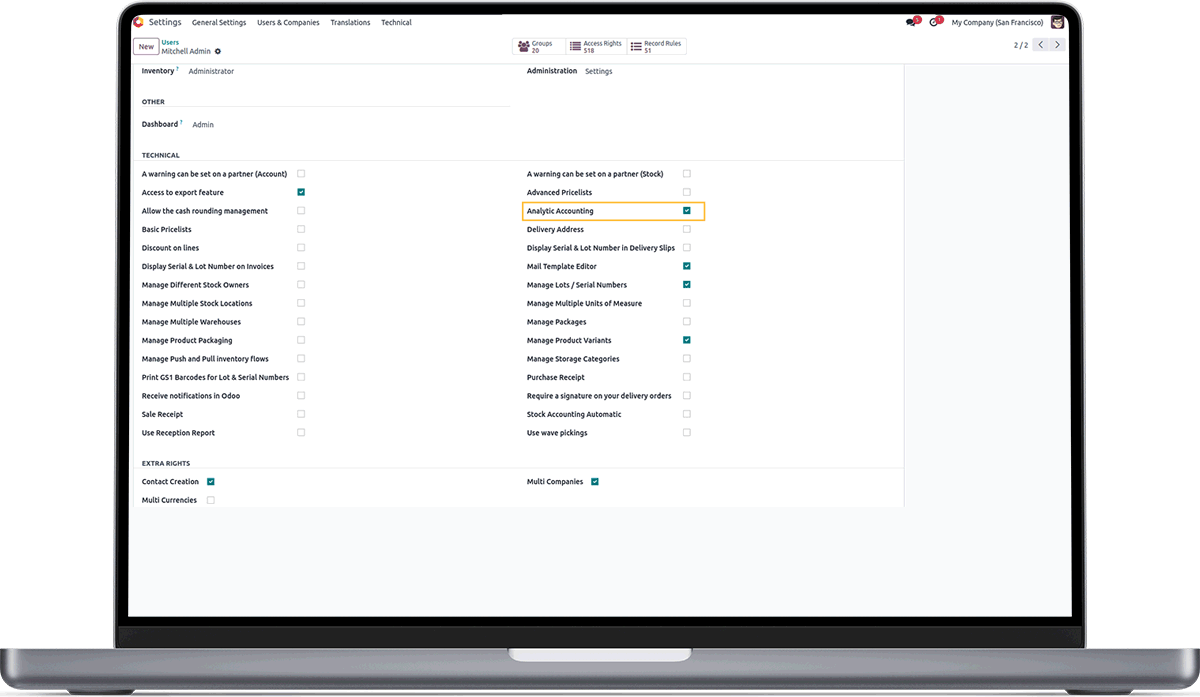 Settings General Settings Users & Companies Translations Technical 5 1 My Company (San Francisco)
New Users Groups 20 Access Rights 518 Record Rules 51 2 / 2
Mitchell Admin
Inventory ? Administrator Administration Settings
OTHER
Dashboard ? Admin
TECHNICAL
A warning can be set on a partner (Account) A warning can be set on a partner (Stock)
Access to export feature Advanced Pricelists
Allow the cash rounding management Analytic Accounting
Basic Pricelists Delivery Address
Discount on lines Display Serial & Lot Number in Delivery Slips
Display Serial & Lot Number on Invoices Mail Template Editor
Manage Different Stock Owners Manage Lots / Serial Numbers
Manage Multiple Stock Locations Manage Multiple Units of Measure
Manage Multiple Warehouses Manage Packages
Manage Product Packaging Manage Product Variants
Manage Push and Pull inventory flows Manage Storage Categories
Print GS1 Barcodes for Lot & Serial Numbers Purchase Receipt
Receive notifications in Odoo Require a signature on your delivery orders
Sale Receipt Stock Accounting Automatic
Use Reception Report Use wave pickings
EXTRA RIGHTS
Contact Creation Multi Companies
Multi Currencies